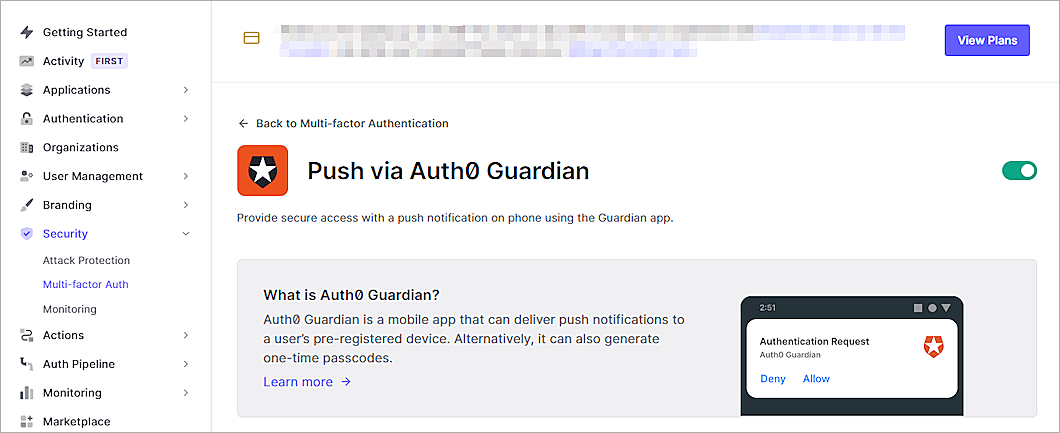 Getting Started
Activity FIRST
Applications
Authentication
Organizations
User Management
Branding
Security
Attack Protection
Multi-factor Auth
Monitoring
Actions
Auth Pipeline
Monitoring
Marketplace
View Plans
← Back to Multi-factor Authentication
Push via Auth0 Guardian
Provide secure access with a push notification on phone using the Guardian app.
What is Auth0 Guardian?
Auth0 Guardian is a mobile app that can deliver push notifications to
a user’s pre-registered device. Alternatively, it can also generate
one-time passcodes.
Learn more →
2:51
Authentication Request
Auth0 Guardian
Deny Allow